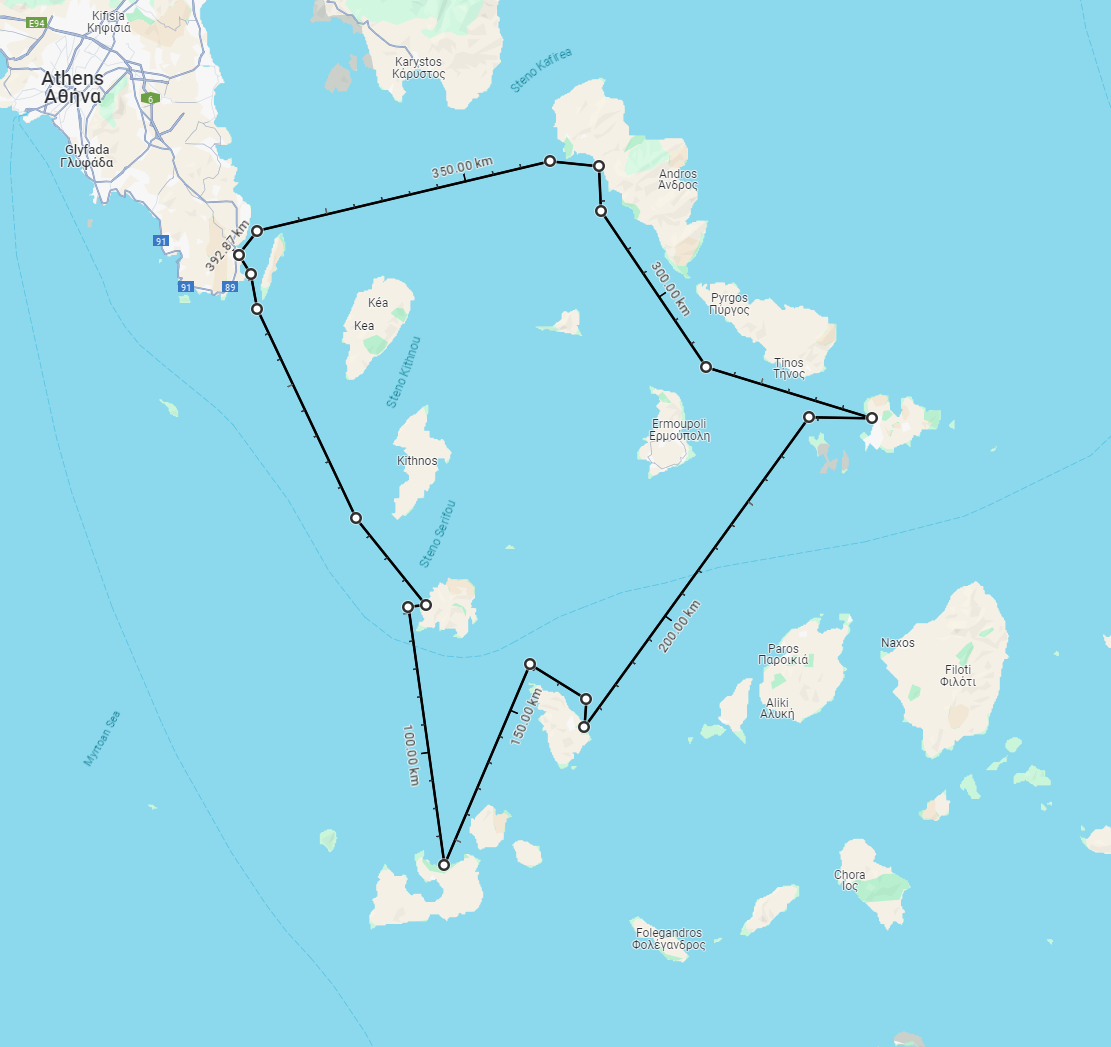 E94
Kifisia
Κηφισιά
Karystos
Κάρυστος
Steno Kafirea
Athens
Αθήνα
6
Glyfada
Γλυφάδα
350.00 km
Andros
Άνδρος
91
392.87 km
91
89
300.00 km
Pyrgos
Πύργος
Kéa
Kea
Steno Kithnou
Tinos
Τήνος
Ermoupoli
Ερμούπολη
Kithnos
Steno Serifou
200.00 km
Paros
Παροικιά
Naxos
Filoti
Φιλότι
Aliki
Αλυκή
Myrtoan Sea
100.00 km
150.00 km
Chora
Ίος
Folegandros
Φολέγανδρος